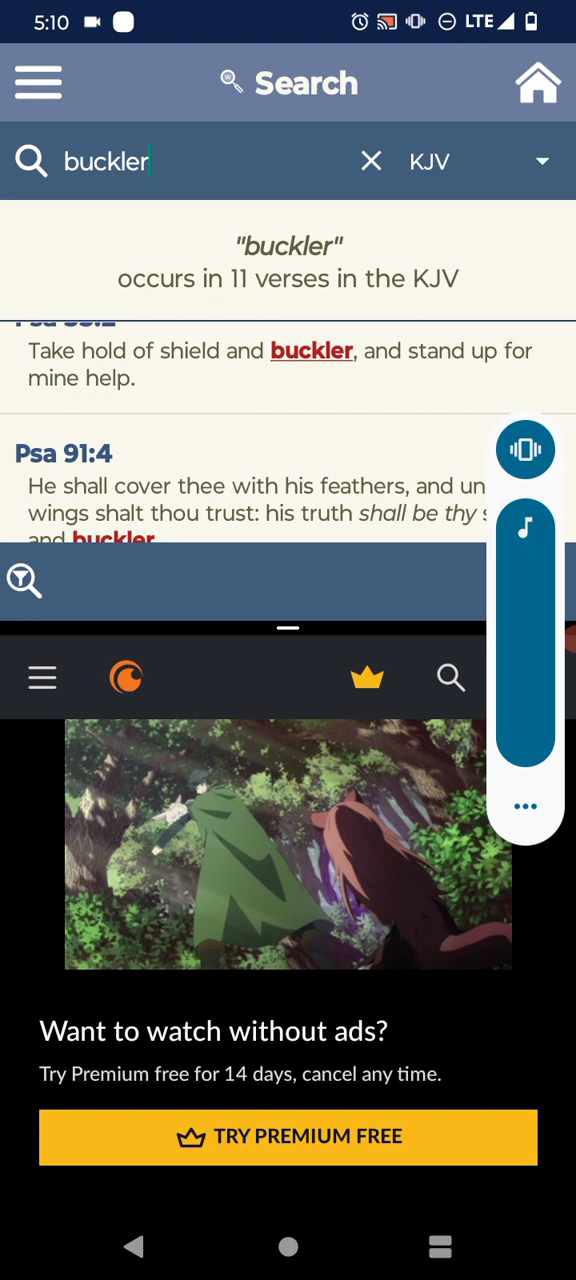 5:10
LTE
Search
buckler
KJV
"buckler"
occurs in 11 verses in the KJV
Take hold of shield and buckler, and stand up for
mine help.
Psa 91:4
He shall cover thee with his feathers, and un
wings shalt thou trust: his truth shall be thy s
and buckler
Want to watch without ads?
Try Premium free for 14 days, cancel any time.
TRY PREMIUM FREE